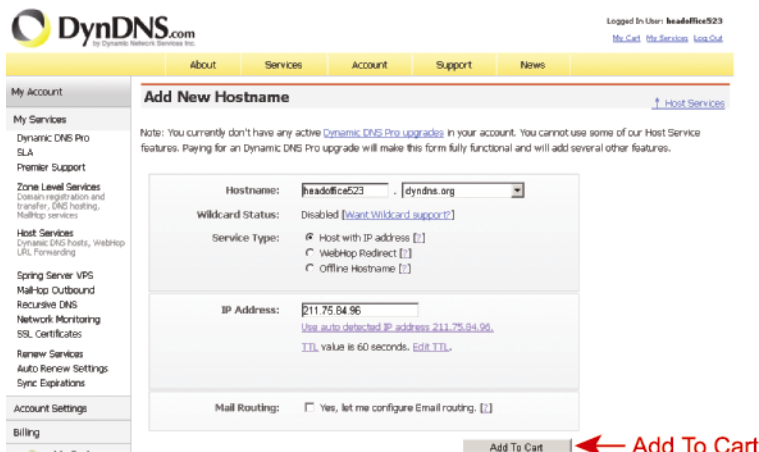 DynDNS.com
by Dynamic Network Services Inc.
Logged In User: headoffice523
My Cart My Services Log Out
About Services Account Support News
My Account
My Services
Dynamic DNS Pro
SLA
Premier Support
Zone Level Services
Domain registration and
transfer, DNS hosting,
MailHop services
Host Services
Dynamic DNS hosts, WebHop
URL Forwarding
Spring Server VPS
MailHop Outbound
Recursive DNS
Network Monitoring
SSL Certificates
Renew Services
Auto Renew Settings
Sync Expirations
Account Settings
Billing
Add New Hostname
↑ Host Services
Note: You currently don't have any active Dynamic DNS Pro upgrades in your account. You cannot use some of our Host Service
features. Paying for an Dynamic DNS Pro upgrade will make this form fully functional and will add several other features.
Hostname: headoffice523 . dyndns.org
Wildcard Status: Disabled [Want Wildcard support?]
Service Type: Host with IP address [?]
WebHop Redirect [?]
Offline Hostname [?]
IP Address: 211.75.84.96
Use auto detected IP address 211.75.84.96.
TTL value is 60 seconds. Edit TTL.
Mail Routing: Yes, let me configure Email routing. [?]
Add To Cart
Add To Cart